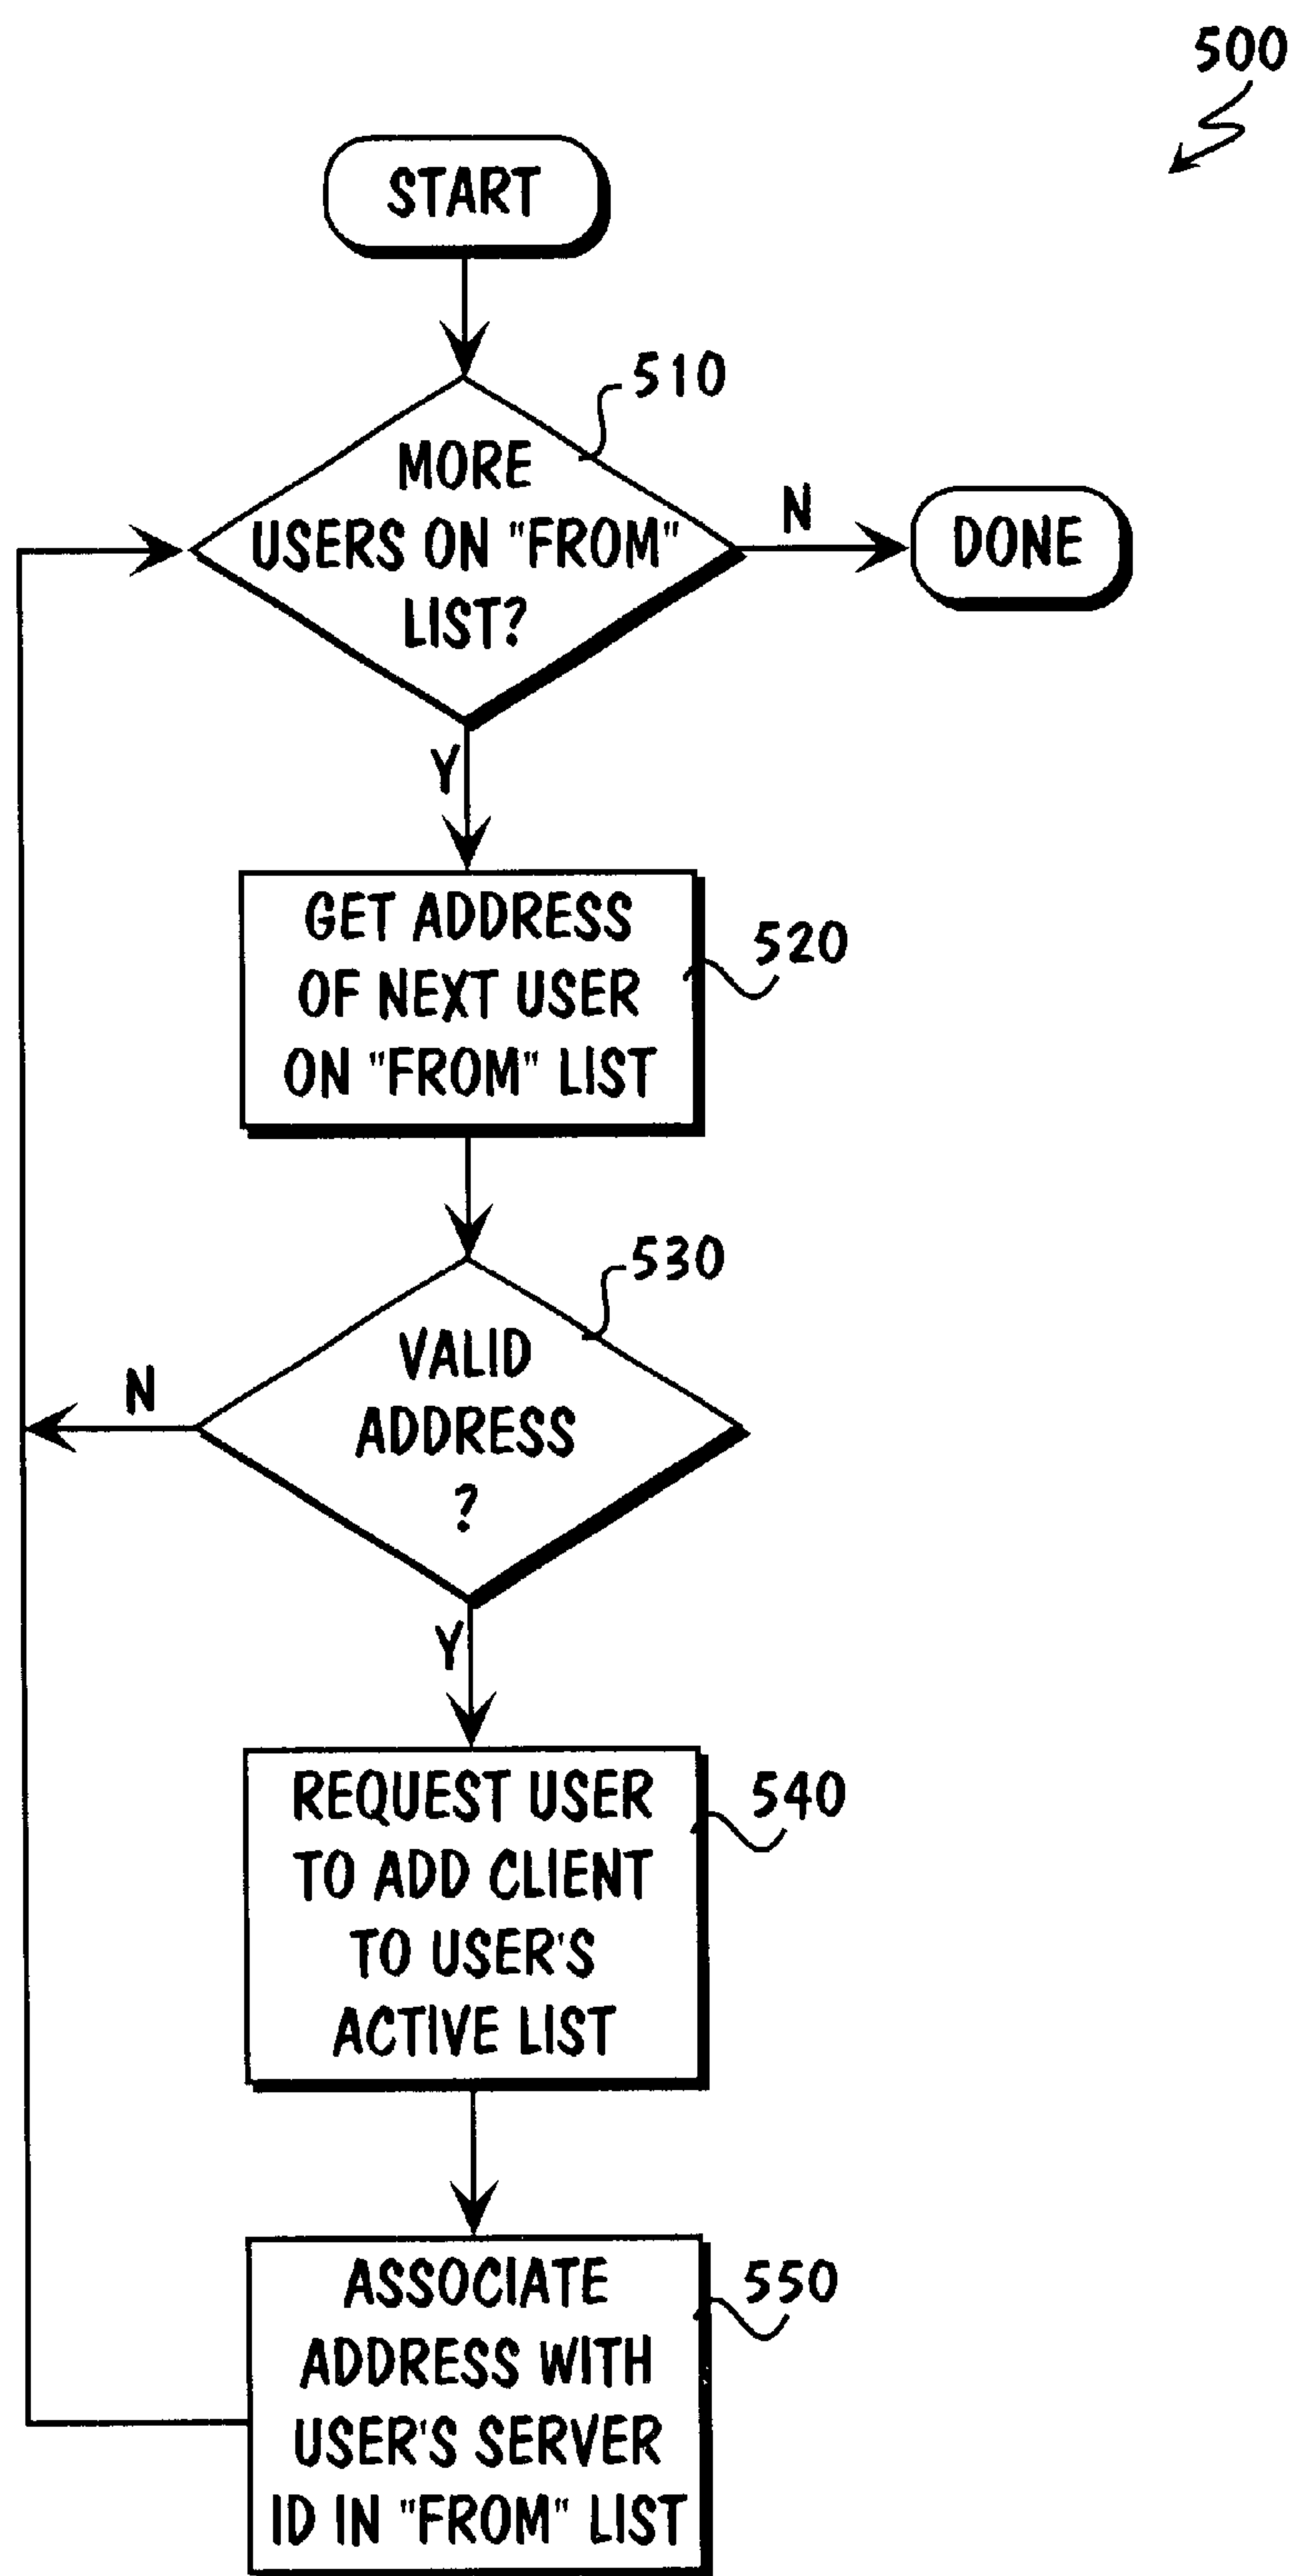 500
START
510
MORE
USERS ON "FROM"
LIST?
N
DONE
Y
GET ADDRESS
OF NEXT USER
ON "FROM" LIST
520
530
VALID
ADDRESS
?
N
Y
REQUEST USER
TO ADD CLIENT
TO USER'S
ACTIVE LIST
540
ASSOCIATE
ADDRESS WITH
USER'S SERVER
ID IN "FROM" LIST
550